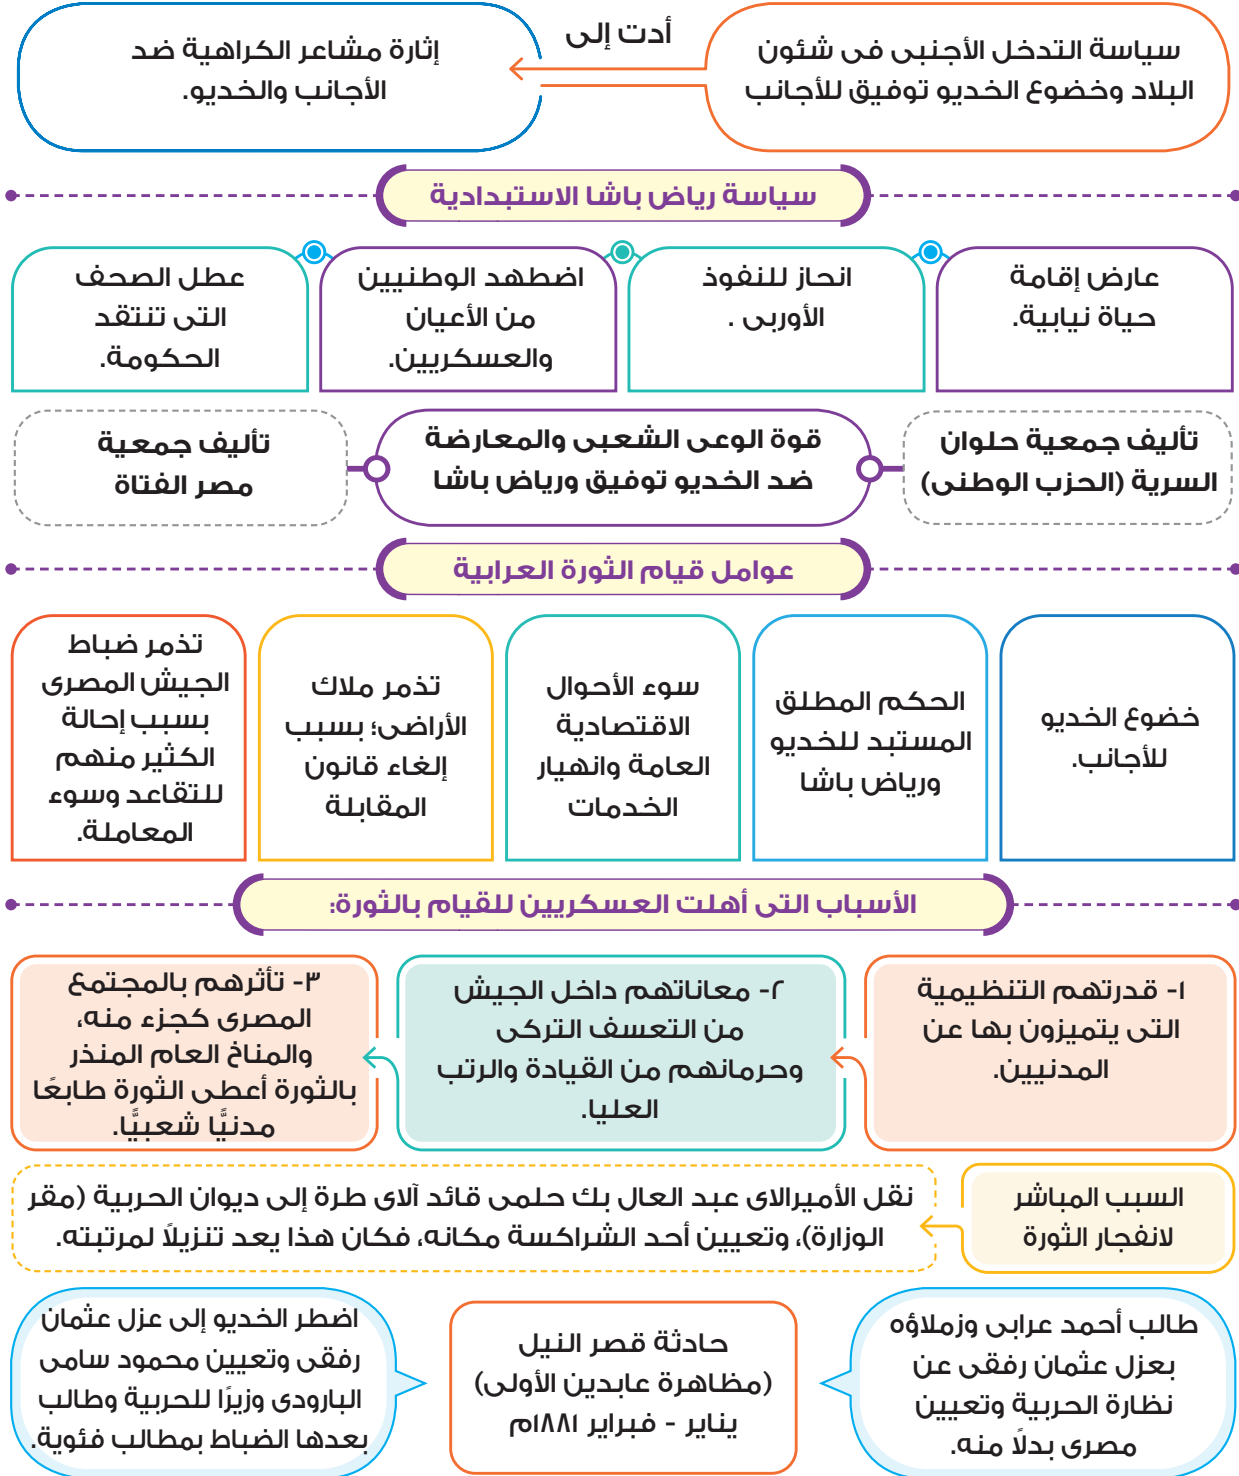 سياسة التدخل الأجنبى فى شئون
البلاد وخضوع الخديو توفيق للأجانب
أدت إلى
إثارة مشاعر الكراهية ضد
الأجانب والخديو.
سياسة رياض باشا الاستبدادية
عارض إقامة
حياة نيابية.
انحاز للنفوذ
الأوربى .
اضطهد الوطنيين
من الأعيان
والعسكريين.
عطل الصحف
التى تنتقد
الحكومة.
تأليف جمعية حلوان
السرية (الحزب الوطنى)
قوة الوعى الشعبى والمعارضة
ضد الخديو توفيق ورياض باشا
تأليف جمعية
مصر الفتاة
عوامل قيام الثورة العرابية
خضوع الخديو
للأجانب.
الحكم المطلق
المستبد للخديو
ورياض باشا
سوء الأحوال
الاقتصادية
العامة وانهيار
الخدمات
تذمر ملاك
الأراضى؛ بسبب
إلغاء قانون
المقابلة
تذمر ضباط
الجيش المصرى
بسبب إحالة
الكثير منهم
للتقاعد وسوء
المعاملة.
الأسباب التى أهلت العسكريين للقيام بالثورة:
١- قدرتهم التنظيمية
التى يتميزون بها عن
المدنيين.
٢- معاناتهم داخل الجيش
من التعسف التركى
وحرمانهم من القيادة والرتب
العليا.
٣- تأثرهم بالمجتمع
المصرى كجزء منه،
والمناخ العام المنذر
بالثورة أعطى الثورة طابعًا
مدنيًّا شعبيًّا.
السبب المباشر
لانفجار الثورة
نقل الأميرالاى عبد العال بك حلمى قائد آلاى طرة إلى ديوان الحربية (مقر
الوزارة)، وتعيين أحد الشراكسة مكانه، فكان هذا يعد تنزيلاً لمرتبته.
طالب أحمد عرابى وزملاؤه
بعزل عثمان رفقى عن
نظارة الحربية وتعيين
مصرى بدلاً منه.
حادثة قصر النيل
(مظاهرة عابدين الأولى)
يناير - فبراير ١٨٨١م
اضطر الخديو إلى عزل عثمان
رفقى وتعيين محمود سامى
البارودى وزيرًا للحربية وطالب
بعدها الضباط بمطالب فئوية.